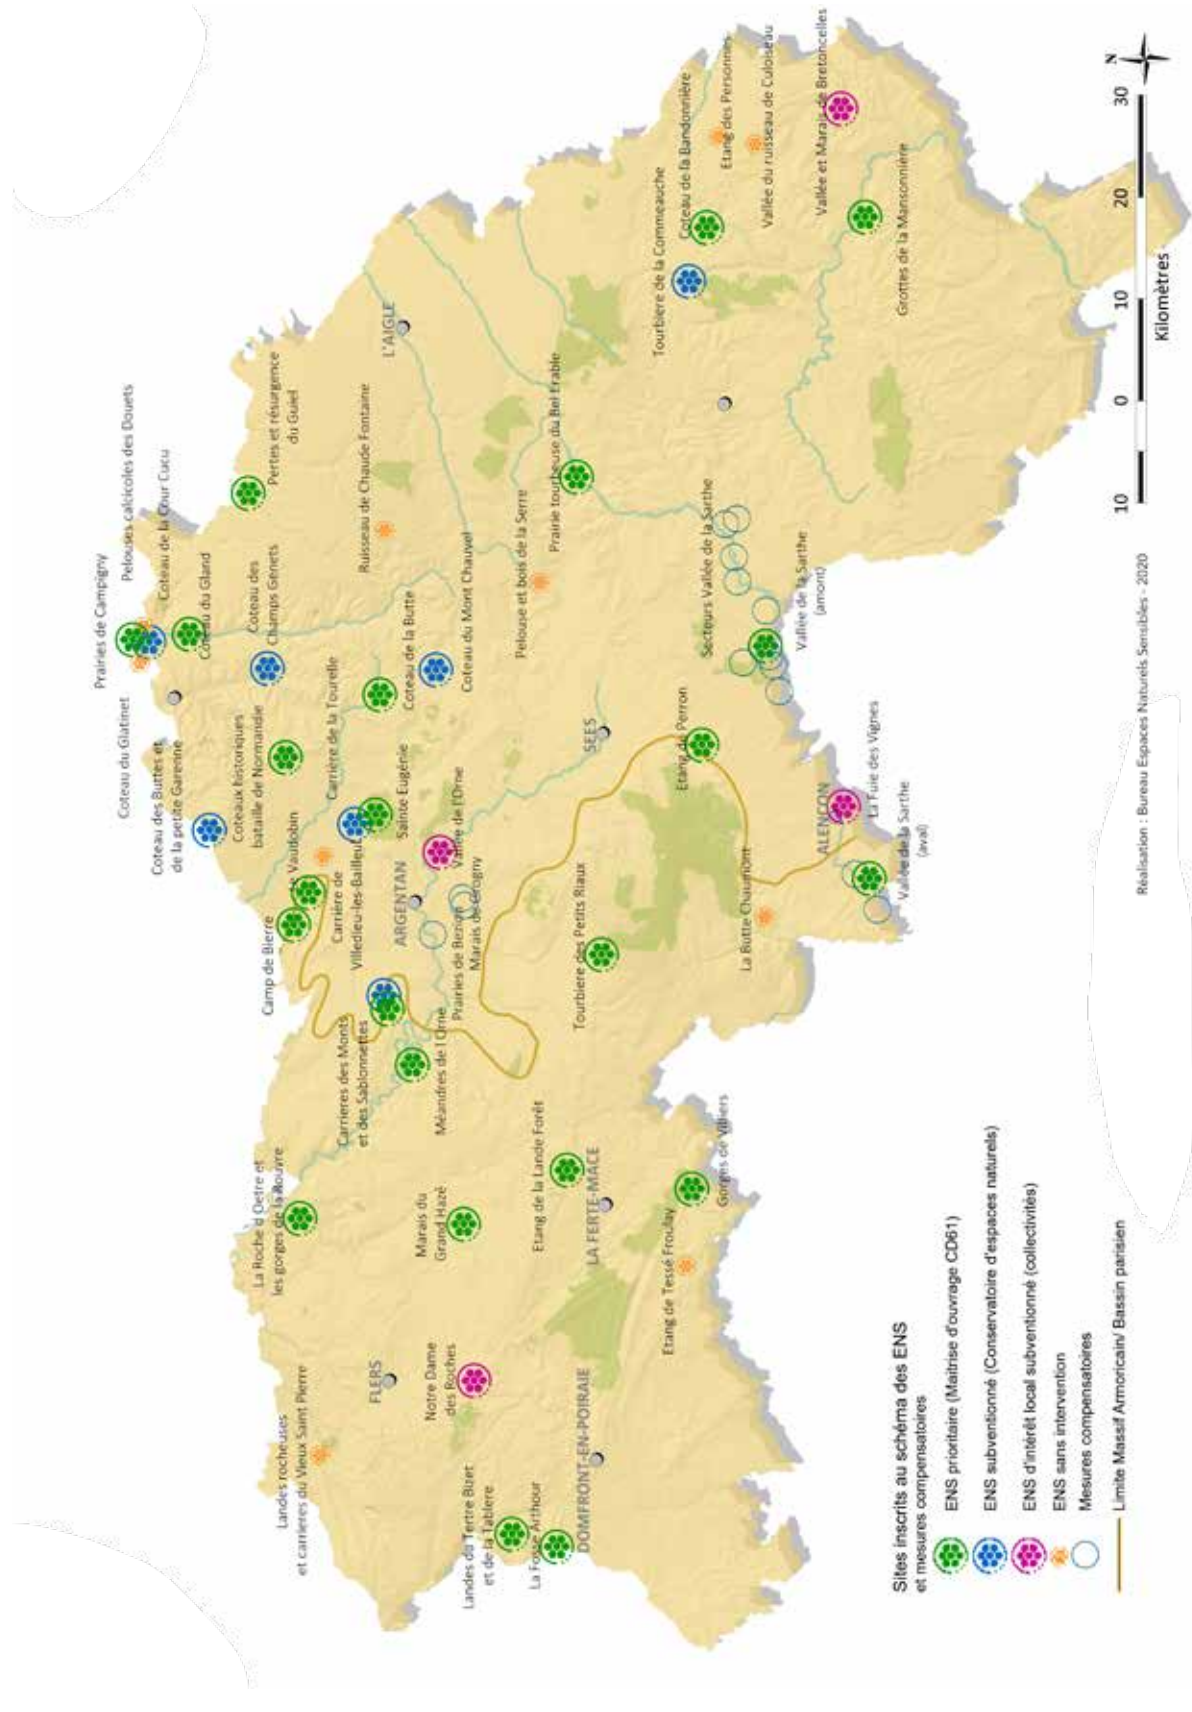 Prairies de Campigny
Pelouses calcicoles des Douets
Coteau de la Cour Cucu
Coteau du Glatinet
Coteau du Gland
Coteau des Buttes et
de la petite Garenne
Coteau des
Champs Genets
Pertes et résurgence
du Guiel
Coteaux historiques
bataille de Normandie
Camp de Bierre
Vaudobin
Carrière de la Tourelle
Ruisseau de Chaude Fontaine
L'AIGLE
La Roche d'Oetre et
les gorges de la Rouvre
Landes rocheuses
et carrieres du Vieux Saint Pierre
Carrière de
Villedieu-les-Bailleul
Sainte Eugénie
Coteau de la Butte
Coteau du Mont Chauvel
Carrieres des Monts
et des Sablonnettes
ARGENTAN
Vallée de l'Orne
FLERS
Marais du
Grand Hazé
Méandres de l'Orne
Prairies de Bezion
Marais de Grogny
Notre Dame
des Roches
Pelouse et bois de la Serre
Prairie tourbeuse du Bel Erable
Landes du Tertre Bizet
et de la Tablere
La Fosse Arthour
Etang de la Lande Forêt
Tourbiere des Petits Riaux
SEES
DOMFRONT-EN-POIRAIE
LA FERTE-MACE
Tourbiere de la Commeauche
Coteau de la Bandonnière
Etang des Personnes
Vallée du ruisseau de Culoiseau
Etang de Tessé Froulay
Gorges de Villiers
Etang de Perron
Secteurs Vallée de la Sarthe
La Butte Chaumont
Vallée de la Sarthe
(amont)
Vallée et Marais de Bretoncelles
ALENCON
La Fuie des Vignes
Grottes de la Mansonnière
Vallée de la Sarthe
(aval)
Sites inscrits au schéma des ENS
et mesures compensatoires
ENS prioritaire (Maitrise d'ouvrage CD61)
ENS subventionné (Conservatoire d'espaces naturels)
ENS d'intérêt local subventionné (collectivités)
ENS sans intervention
Mesures compensatoires
Limite Massif Armoricain/ Bassin parisien
Réalisation : Bureau Espaces Naturels Sensibles - 2020
10 0 10 20 30
Kilomètres
N